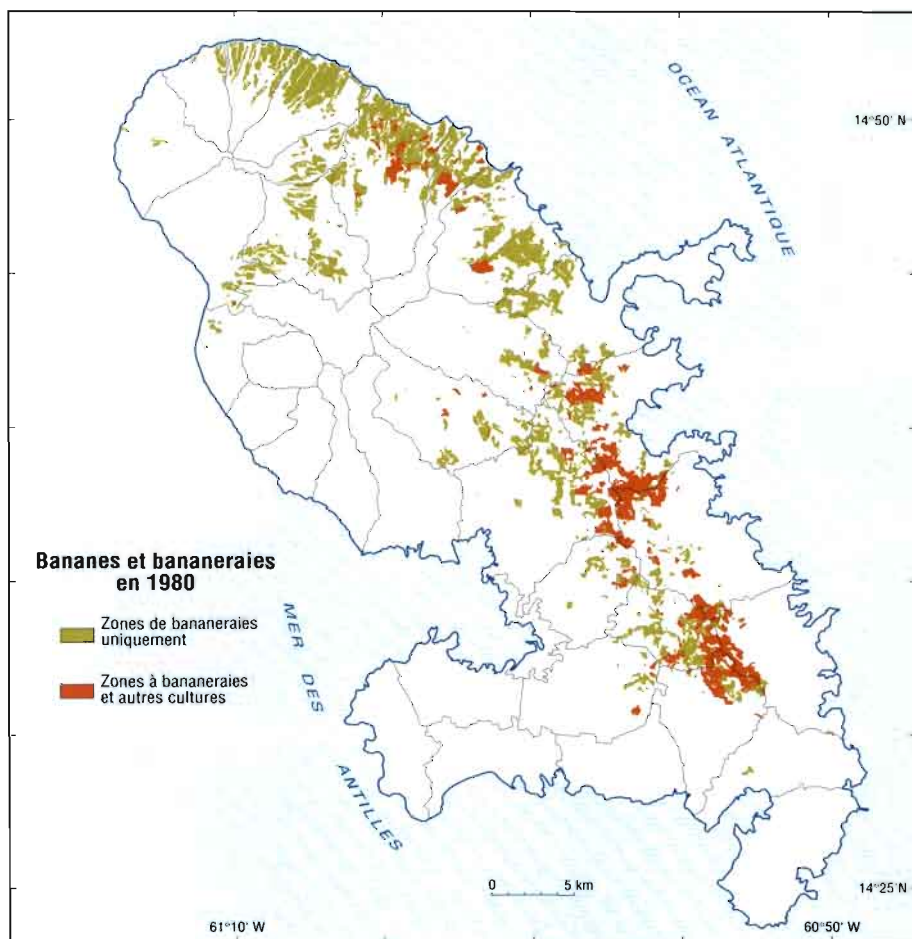 OCEAN ATLANTIQUE
14°50' N
Bananes et bananeraies
en 1980
Zones de bananeraies
uniquement
Zones à bananeraies
et autres cultures
MER DES ANTILLES
0 5 km
14°25 N
61°10' W
60°50' W